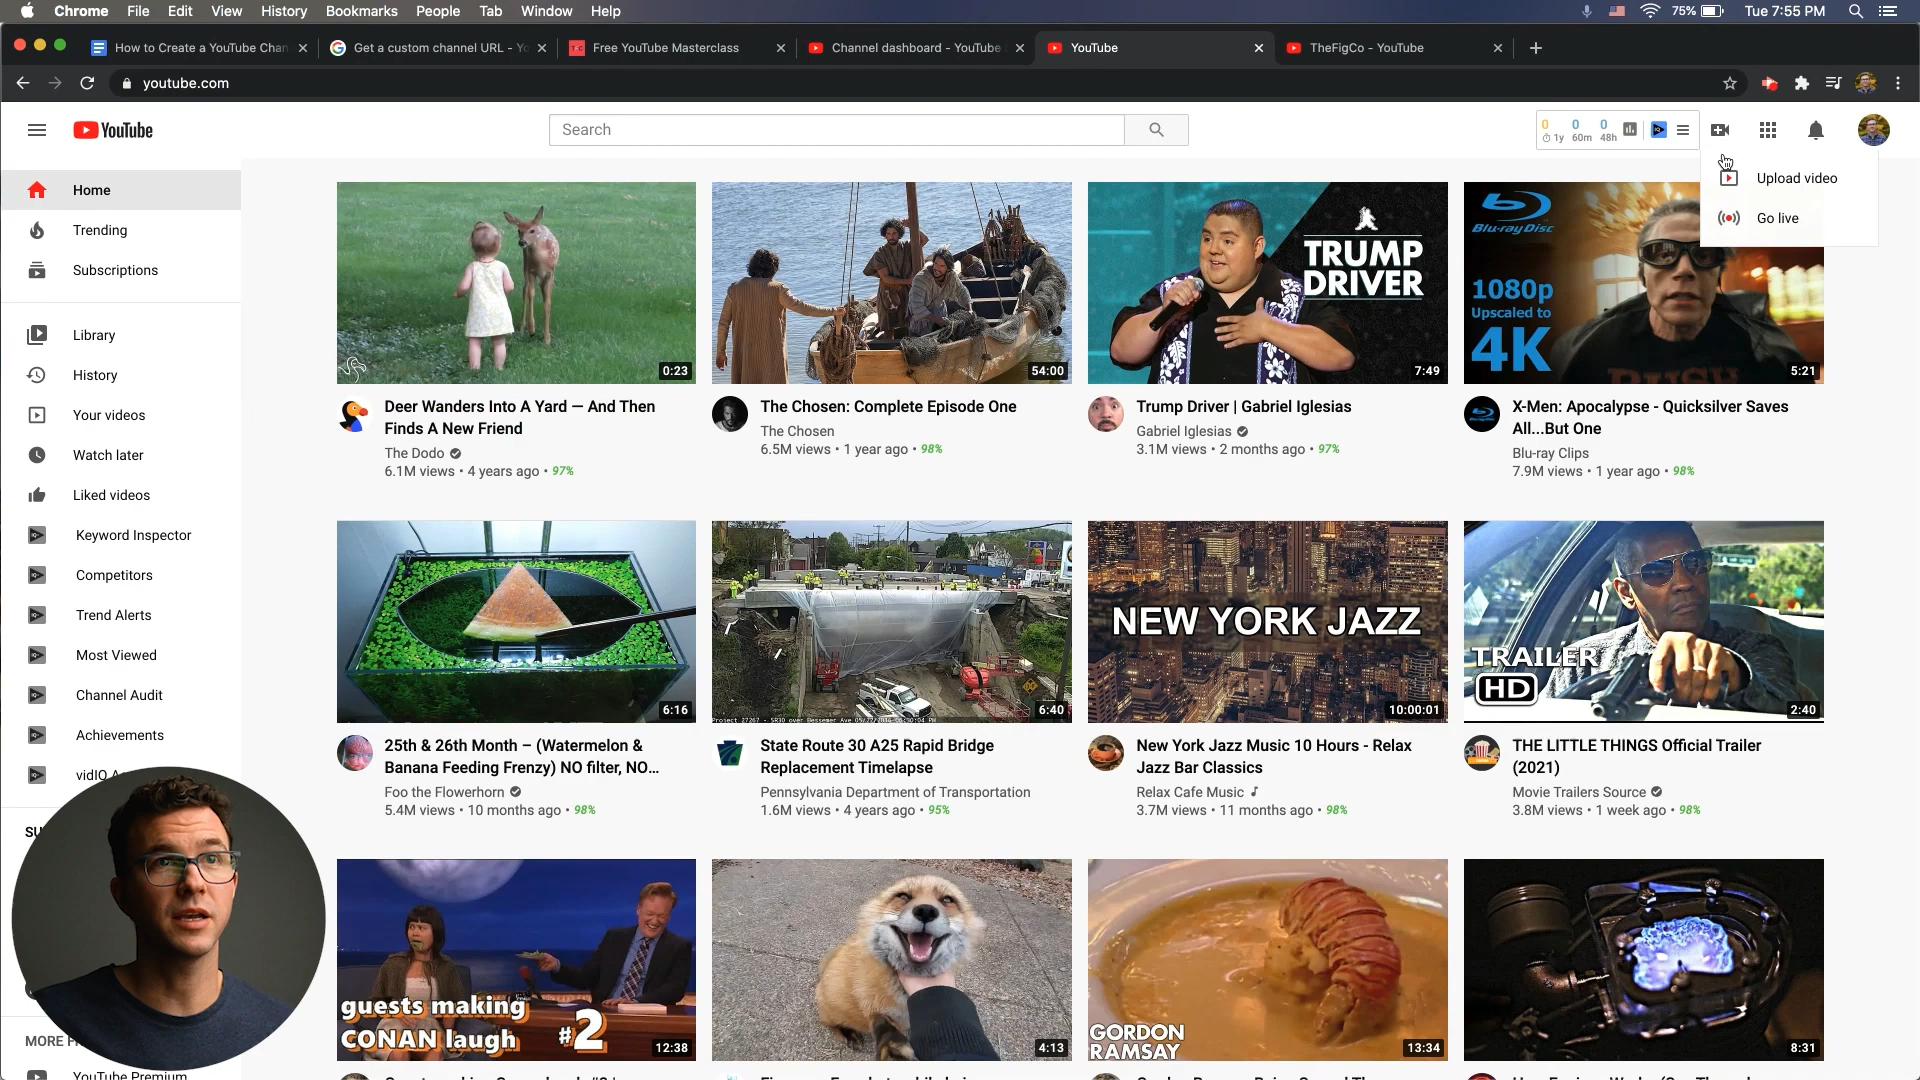 Chrome File Edit View History Bookmarks People Tab Window Help 75% Tue 7:55 PM
How to Create a YouTube Chan
Get a custom channel URL - Yo
Free YouTube Masterclass
Channel dashboard - YouTube
YouTube
TheFigCo - YouTube
youtube.com
YouTube
Search
0 0 0
1y 60m 48h
Upload video
Go live
Home
Trending
Subscriptions
Library
History
Your videos
Watch later
Liked videos
Keyword Inspector
Competitors
Trend Alerts
Most Viewed
Channel Audit
Achievements
vidIQ
SU
MORE F
YouTube Premium
0:23
Deer Wanders Into A Yard — And Then
Finds A New Friend
The Dodo
6.1M views • 4 years ago • 97%
54:00
The Chosen: Complete Episode One
The Chosen
6.5M views • 1 year ago • 98%
TRUMP
DRIVER
7:49
Trump Driver | Gabriel Iglesias
Gabriel Iglesias
3.1M views • 2 months ago • 97%
Blu-ray Disc
1080p
Upscaled to
4K
5:21
X-Men: Apocalypse - Quicksilver Saves
All...But One
Blu-ray Clips
7.9M views • 1 year ago • 98%
6:16
25th & 26th Month – (Watermelon &
Banana Feeding Frenzy) NO filter, NO...
Foo the Flowerhorn
5.4M views • 10 months ago • 98%
6:40
State Route 30 A25 Rapid Bridge
Replacement Timelapse
Pennsylvania Department of Transportation
1.6M views • 4 years ago • 95%
NEW YORK JAZZ
10:00:01
New York Jazz Music 10 Hours - Relax
Jazz Bar Classics
Relax Cafe Music
3.7M views • 11 months ago • 98%
TRAILER
HD
2:40
THE LITTLE THINGS Official Trailer
(2021)
Movie Trailers Source
3.8M views • 1 week ago • 98%
guests making
CONAN laugh #2
12:38
4:13
GORDON
RAMSAY
13:34
8:31